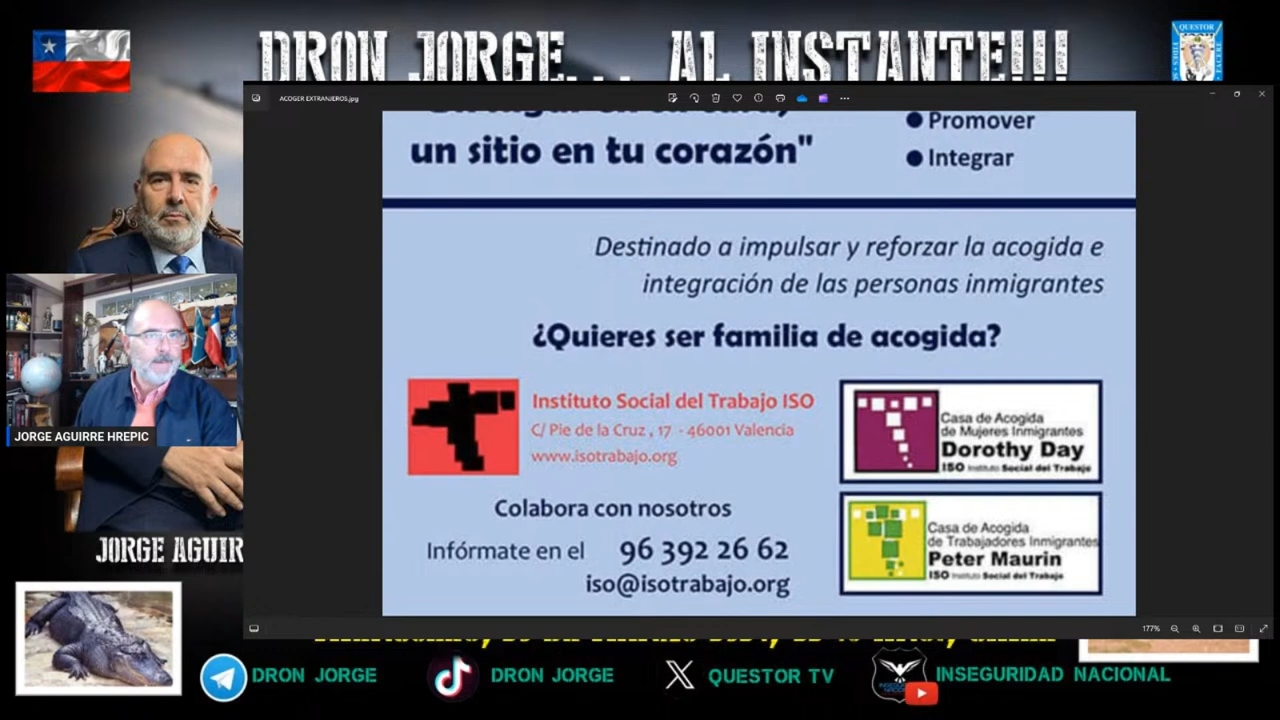 DRON JORGE... AL INSTANTE!!!
QUESTOR
ACOGER EXTRANJEROS.jpg
un sitio en tu corazón"
● Promover
● Integrar
Destinado a impulsar y reforzar la acogida e
integración de las personas inmigrantes
¿Quieres ser familia de acogida?
Instituto Social del Trabajo ISO
C/ Pie de la Cruz , 17 - 46001 Valencia
www.isotrabajo.org
Colabora con nosotros
Infórmate en el 96 392 26 62
iso@isotrabajo.org
Casa de Acogida
de Mujeres Inmigrantes
Dorothy Day
ISO Instituto Social del Trabajo
Casa de Acogida
de Trabajadores Inmigrantes
Peter Maurin
ISO Instituto Social del Trabajo
JORGE AGUIRRE HREPIC
JORGE AGUIR
177%
DRON JORGE
DRON JORGE
QUESTOR TV
INSEGURIDAD NACIONAL